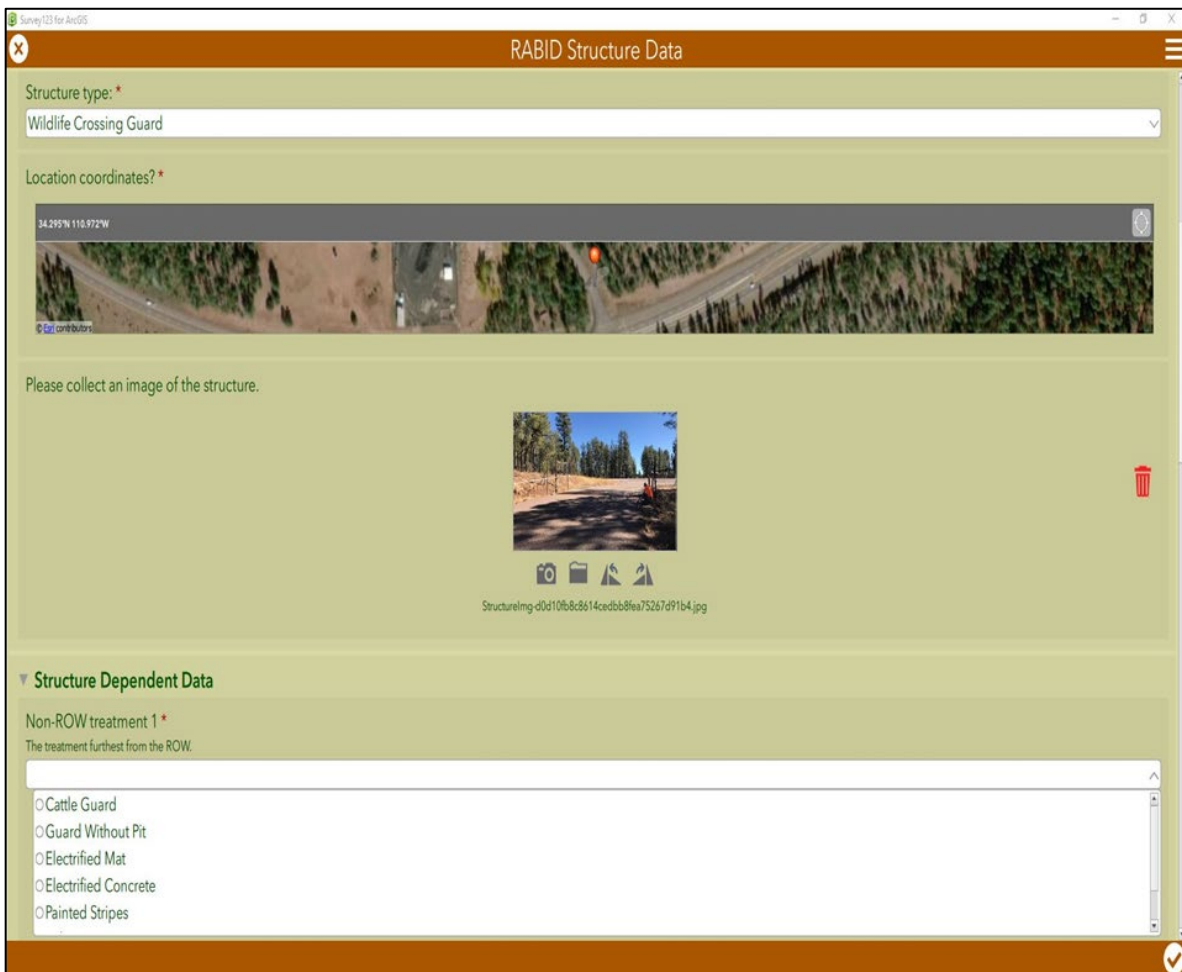 Survey123 for ArcGIS
RABID Structure Data
Structure type: *
Wildlife Crossing Guard
Location coordinates? *
34.295°N 110.972°W
© Esri contributors
Please collect an image of the structure.
StructureImg-d0d10fb8c8614cedbb8fea75267d91b4.jpg
Structure Dependent Data
Non-ROW treatment 1 *
The treatment furthest from the ROW.
Cattle Guard
Guard Without Pit
Electrified Mat
Electrified Concrete
Painted Stripes